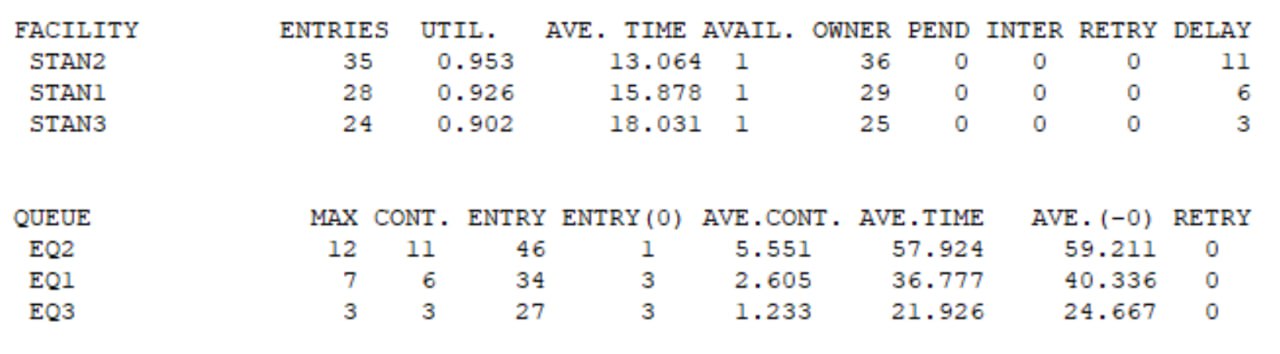 FACILITY ENTRIES UTIL. AVE. TIME AVAIL. OWNER PEND INTER RETRY DELAY
STAN2 35 0.953 13.064 1 36 0 0 0 11
STAN1 28 0.926 15.878 1 29 0 0 0 6
STAN3 24 0.902 18.031 1 25 0 0 0 3
QUEUE MAX CONT. ENTRY ENTRY(0) AVE.CONT. AVE.TIME AVE.(-0) RETRY
EQ2 12 11 46 1 5.551 57.924 59.211 0
EQ1 7 6 34 3 2.605 36.777 40.336 0
EQ3 3 3 27 3 1.233 21.926 24.667 0